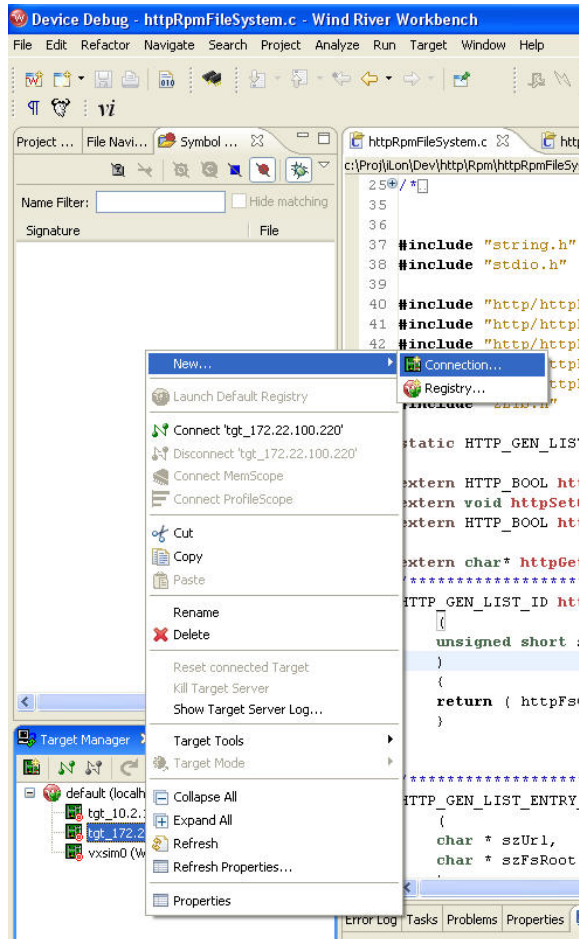 Device Debug - httpRpmFileSystem.c - Wind River Workbench
File Edit Refactor Navigate Search Project Analyze Run Target Window Help
¶ vi
Project ... File Navi... Symbol ...
Name Filter: Hide matching
Signature File
httpRpmFileSystem.c
c:\Proj\iLon\Dev\http\Rpm\httpRpmFileSy
25 /*
35
36
37 #include "string.h"
38 #include "stdio.h"
39
40 #include "http/http
41 #include "http/http
42 #include "http/http
static HTTP_GEN_LIS
extern HTTP_BOOL ht
extern void httpSet
extern HTTP_BOOL ht
extern char* httpGe
/********************
HTTP_GEN_LIST_ID ht
{
unsigned short
)
{
return ( httpFs
}
/********************
HTTP_GEN_LIST_ENTRY_
(
char * szUrl,
char * szFsRoot
New...
Connection...
Registry...
Launch Default Registry
Connect 'tgt_172.22.100.220'
Disconnect 'tgt_172.22.100.220'
Connect MemScope
Connect ProfileScope
Cut
Copy
Paste
Rename
Delete
Reset connected Target
Kill Target Server
Show Target Server Log...
Target Tools
Target Mode
Collapse All
Expand All
Refresh
Refresh Properties...
Properties
Target Manager
default (localh
tgt_10.2.
tgt_172.2
vxsim0 (W
Error Log Tasks Problems Properties